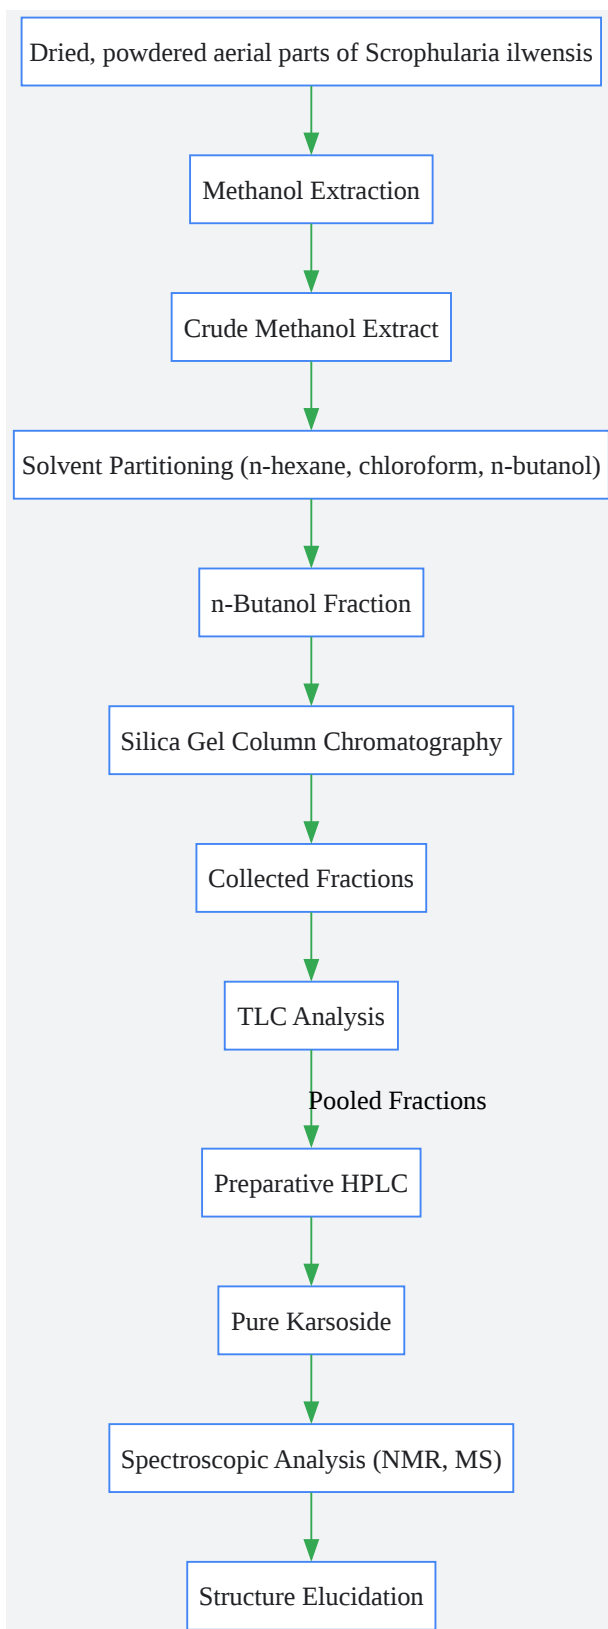 Dried, powdered aerial parts of Scrophularia ilwensis
Methanol Extraction
Crude Methanol Extract
Solvent Partitioning (n-hexane, chloroform, n-butanol)
n-Butanol Fraction
Silica Gel Column Chromatography
Collected Fractions
TLC Analysis
Pooled Fractions
Preparative HPLC
Pure Karsoside
Spectroscopic Analysis (NMR, MS)
Structure Elucidation